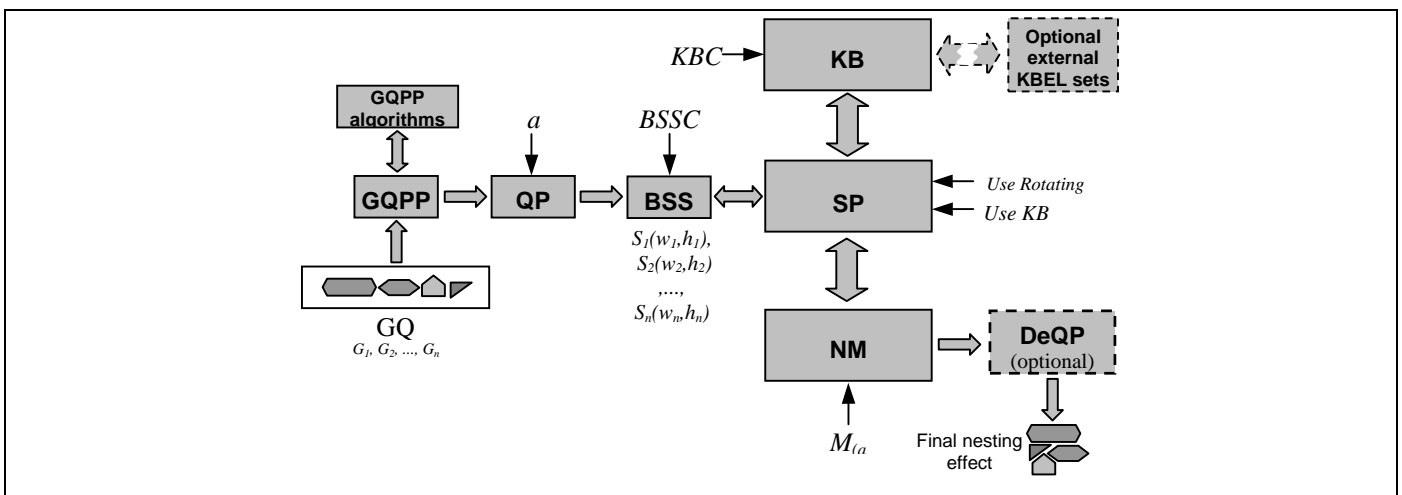 KBC
KB
Optional
external
KBEL sets
GQPP
algorithms
a
BSSC
GQPP
QP
BSS
SP
Use Rotating
Use KB
S1(w1,h1),
S2(w2,h2)
,...,
Sn(wn,hn)
GQ
G1, G2, ..., Gn
NM
DeQP
(optional)
M(a
Final nesting
effect